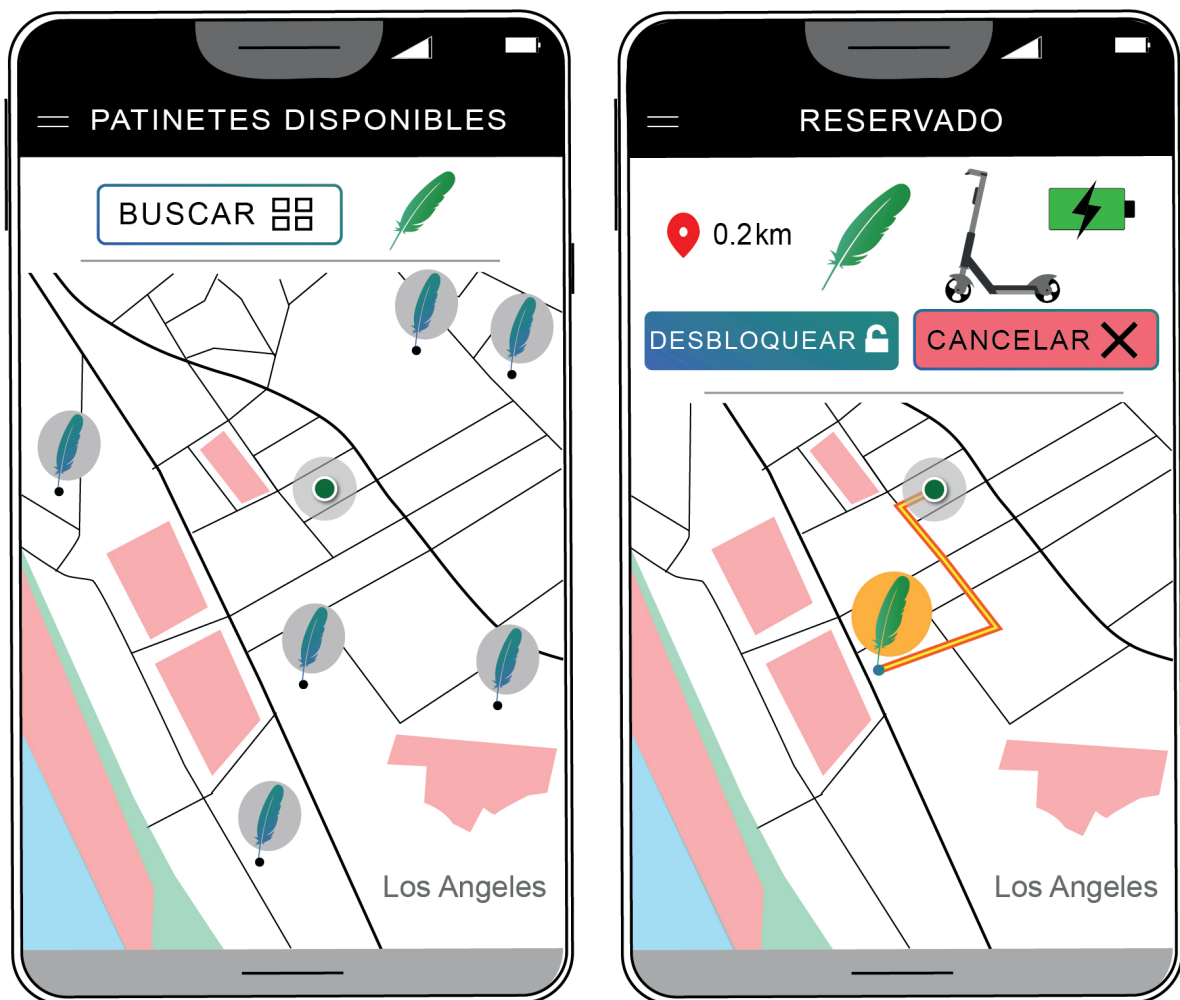 PATINETES DISPONIBLES
BUSCAR
Los Angeles
RESERVADO
0.2km
DESBLOQUEAR
CANCELAR
Los Angeles